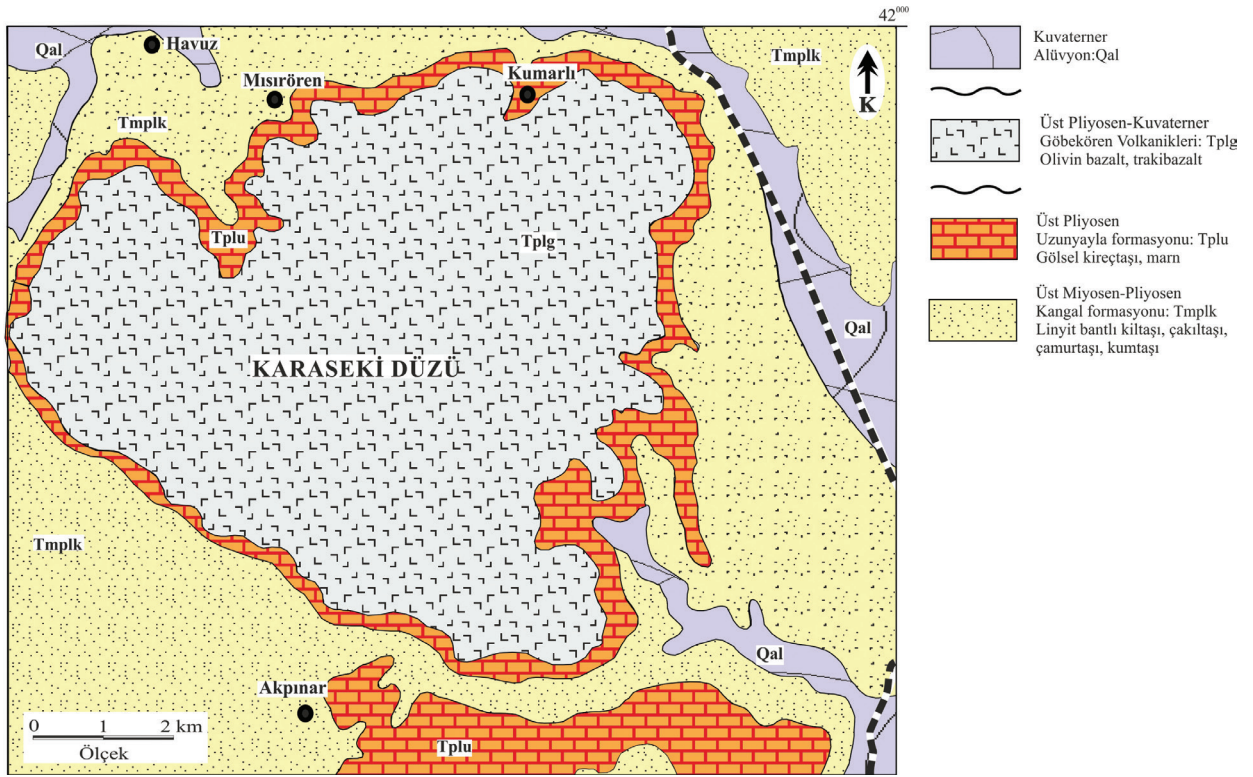 42000
Qal
Havuz
Mısırören
Kumarlı
Tmplk
K
Tmplk
Tplu
Tplg
Qal
KARASEKİ DÜZÜ
Tmplk
Qal
Akpınar
Tplu
0 1 2 km
Ölçek
Kuvaterner
Alüvyon:Qal
Üst Pliyosen-Kuvaterner
Göbekören Volkanikleri: Tplg
Olivin bazalt, trakibazalt
Üst Pliyosen
Uzunyayla formasyonu: Tplu
Gölsel kireçtaşı, marn
Üst Miyosen-Pliyosen
Kangal formasyonu: Tmplk
Linyit bantlı kiltaşı, çakıltaşı,
çamurtaşı, kumtaşı